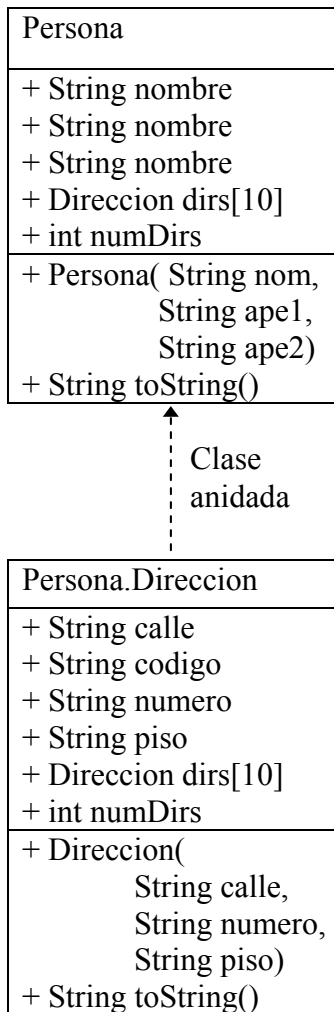 Persona
+ String nombre
+ String nombre
+ String nombre
+ Direccion dirs[10]
+ int numDirs
+ Persona( String nom,
String ape1,
String ape2)
+ String toString()
Clase
anidada
Persona.Direccion
+ String calle
+ String codigo
+ String numero
+ String piso
+ Direccion dirs[10]
+ int numDirs
+ Direccion(
String calle,
String numero,
String piso)
+ String toString()